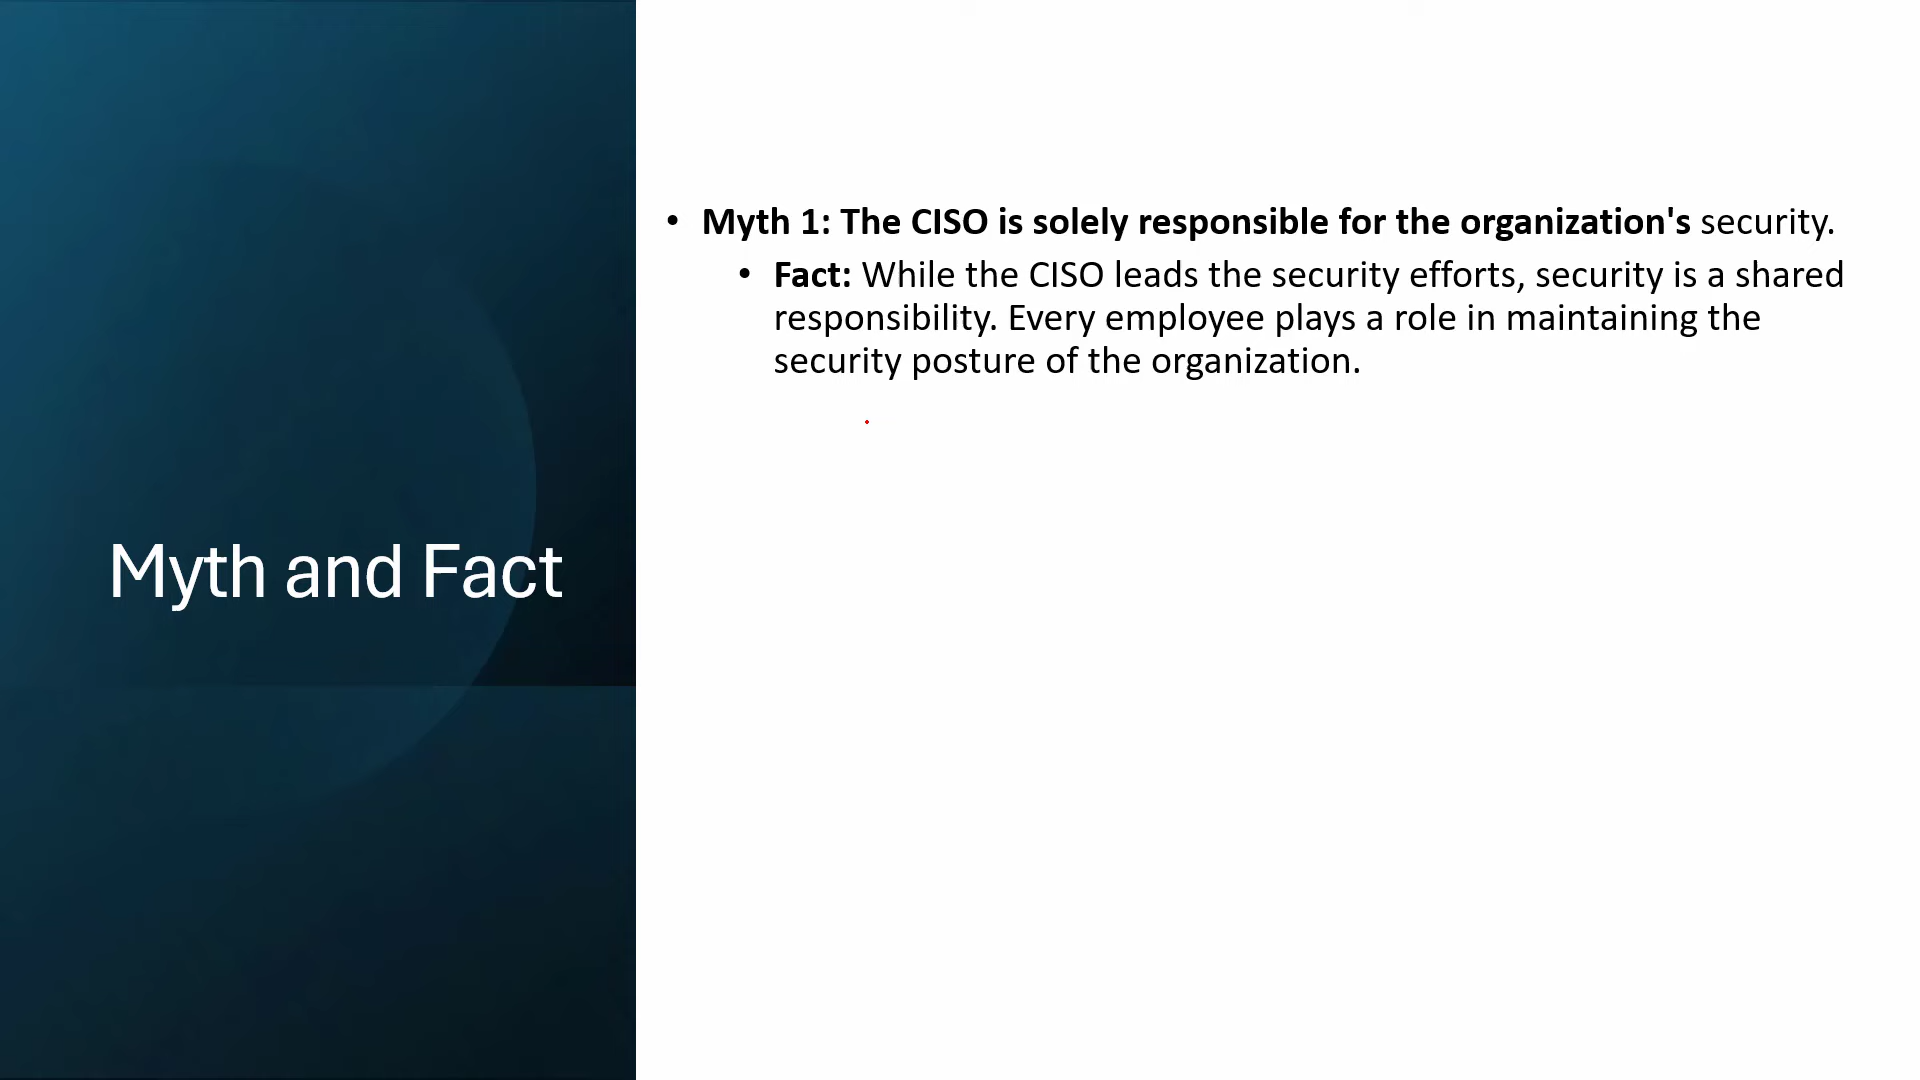 Myth and Fact
• Myth 1: The CISO is solely responsible for the organization's security.
• Fact: While the CISO leads the security efforts, security is a shared
responsibility. Every employee plays a role in maintaining the
security posture of the organization.